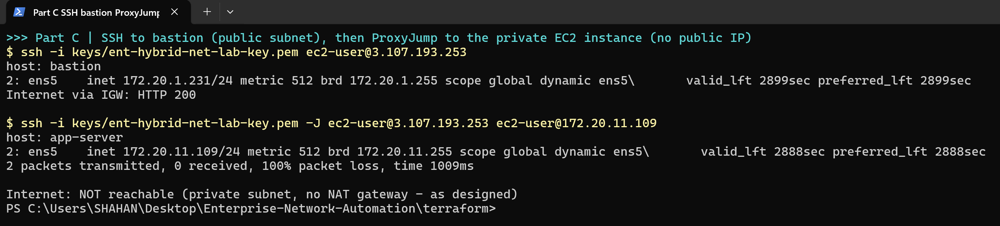 Part C SSH bastion ProxyJump
>>> Part C | SSH to bastion (public subnet), then ProxyJump to the private EC2 instance (no public IP)
$ ssh -i keys/ent-hybrid-net-lab-key.pem ec2-user@3.107.193.253
host: bastion
2: ens5    inet 172.20.1.231/24 metric 512 brd 172.20.1.255 scope global dynamic ens5\       valid_lft 2899sec preferred_lft 2899sec
Internet via IGW: HTTP 200
$ ssh -i keys/ent-hybrid-net-lab-key.pem -J ec2-user@3.107.193.253 ec2-user@172.20.11.109
host: app-server
2: ens5    inet 172.20.11.109/24 metric 512 brd 172.20.11.255 scope global dynamic ens5\       valid_lft 2888sec preferred_lft 2888sec
2 packets transmitted, 0 received, 100% packet loss, time 1009ms
Internet: NOT reachable (private subnet, no NAT gateway - as designed)
PS C:\Users\SHAHAN\Desktop\Enterprise-Network-Automation\terraform>